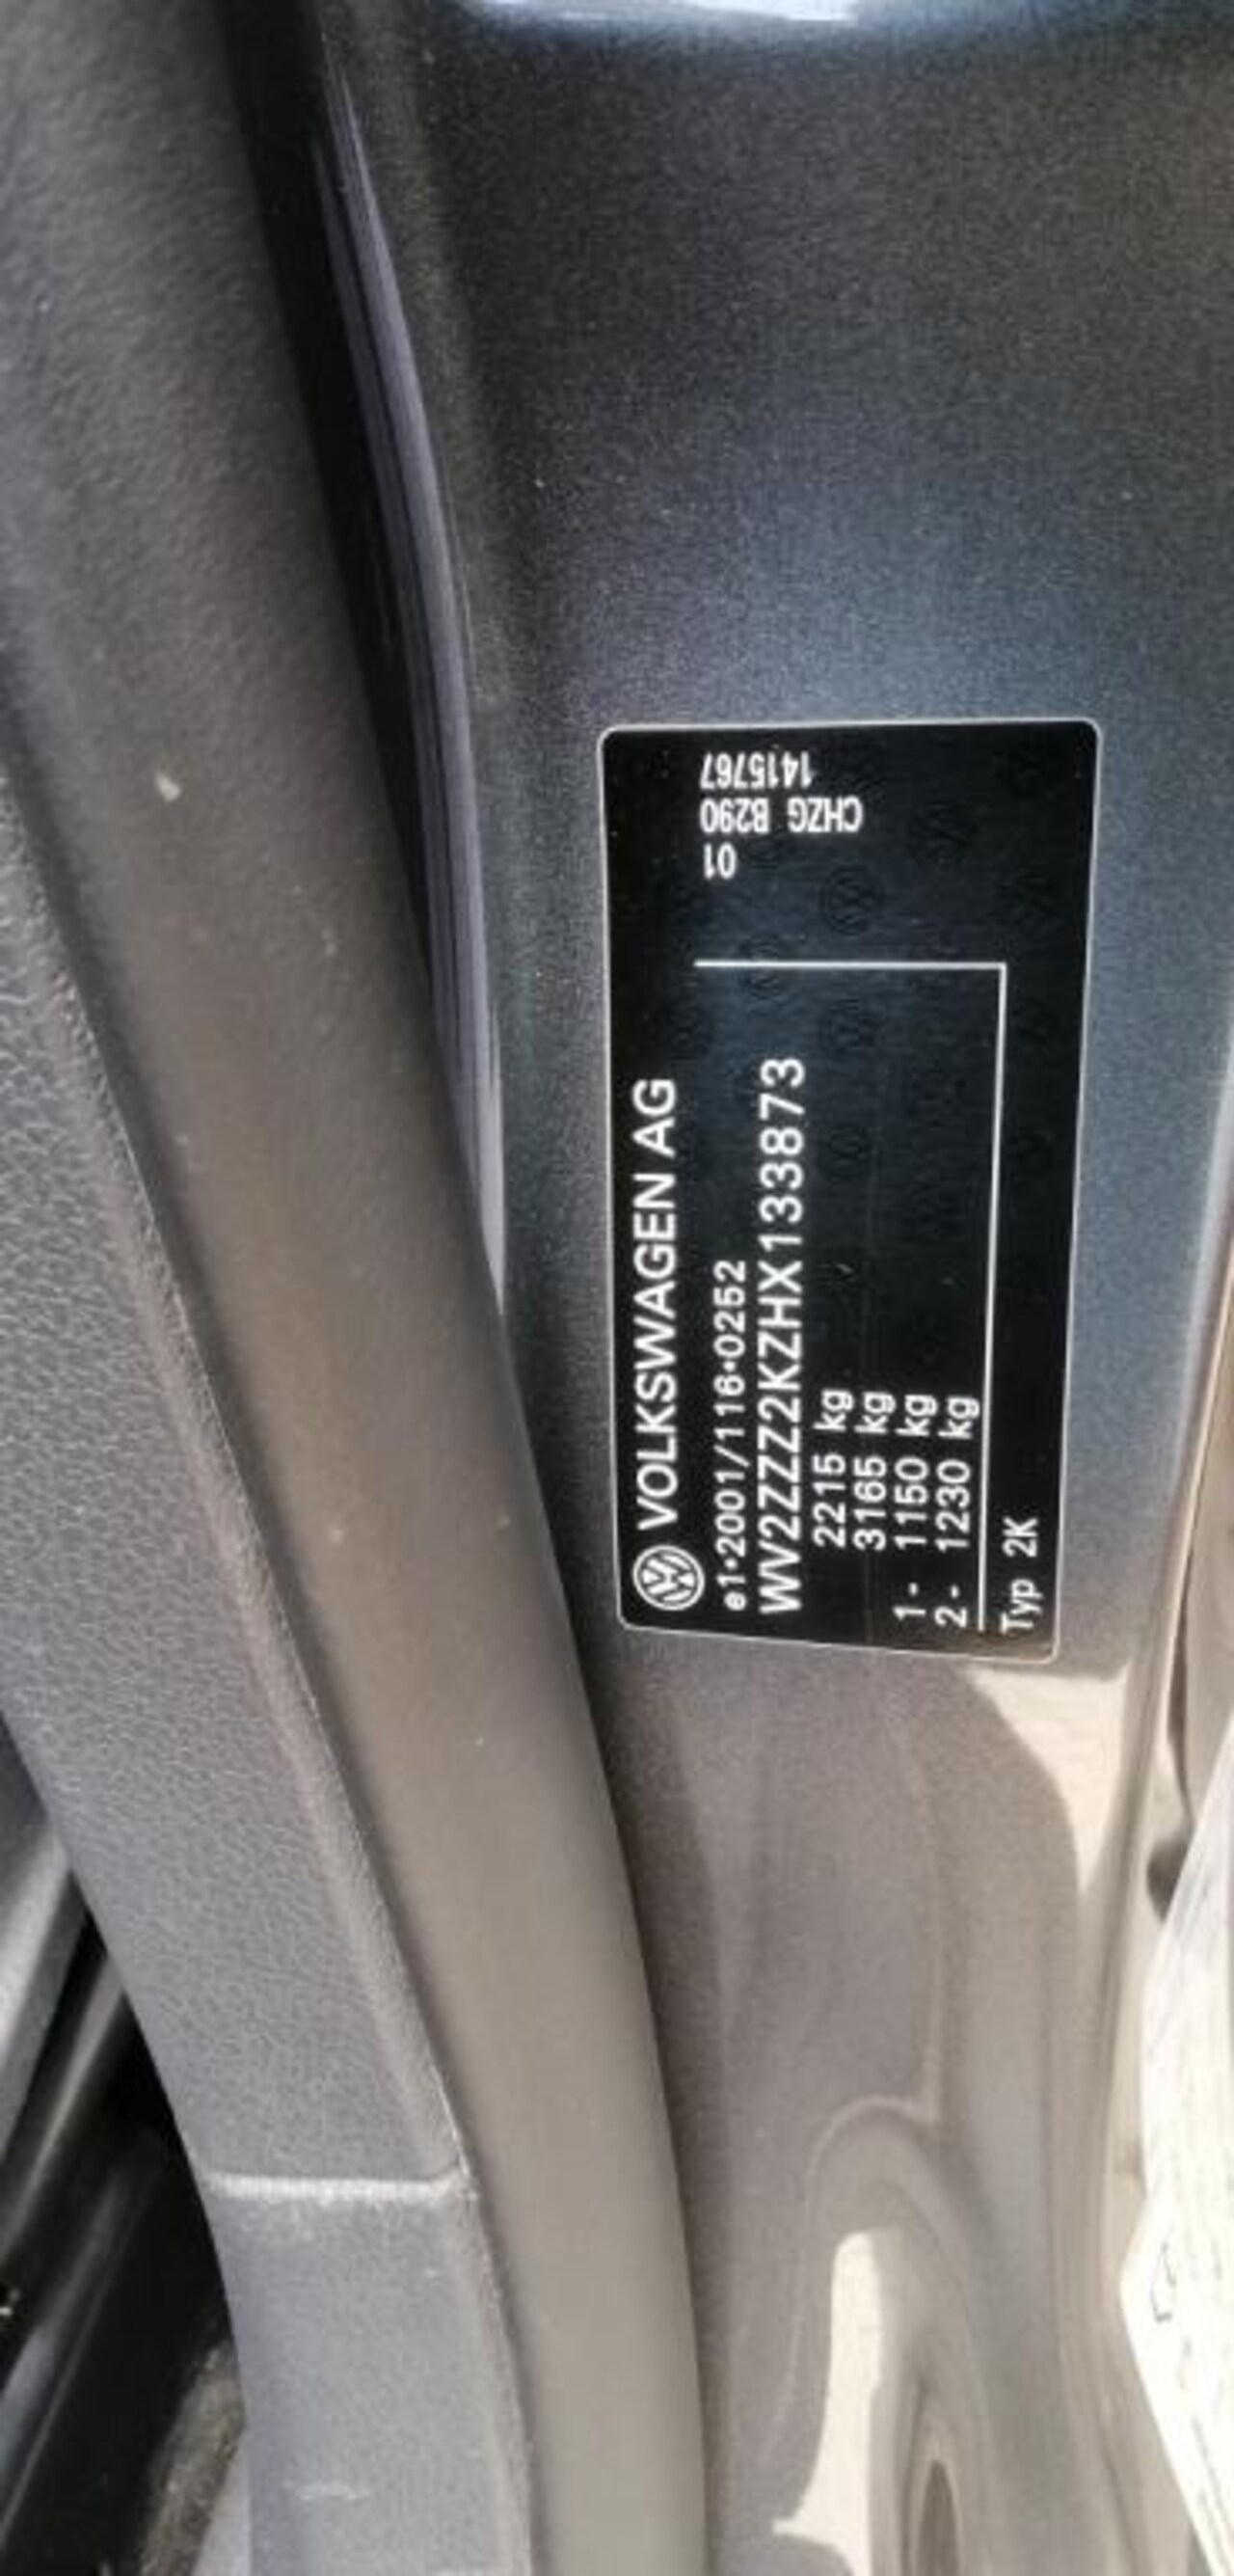 VOLKSWAGEN AG
e1*2001/116*0252
WV2ZZZ2KZHX133873
2215 kg
3165 kg
1- 1150 kg
2- 1230 kg
Typ 2K
1415767
CHZG B290
01